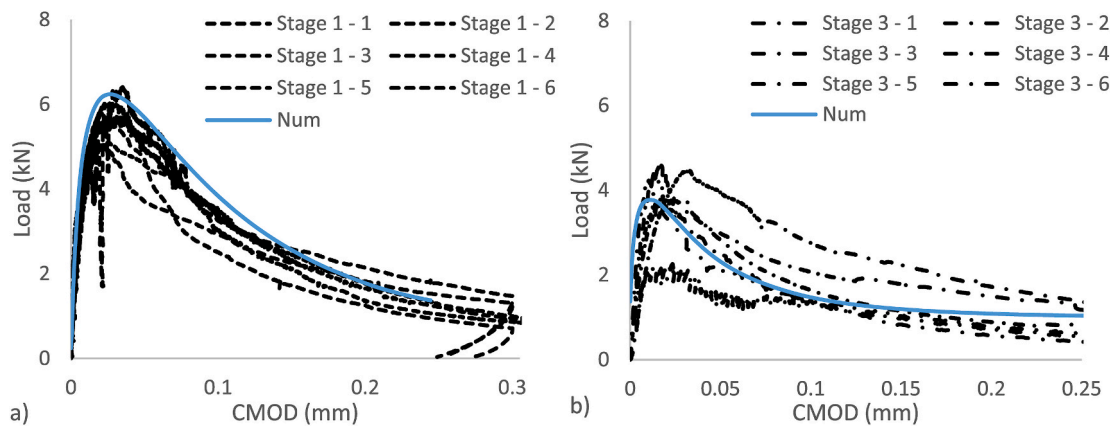 8
6
4
2
0
Load (kN)
0
0.1
0.2
0.3
CMOD (mm)
a)
Stage 1 - 1
Stage 1 - 2
Stage 1 - 3
Stage 1 - 4
Stage 1 - 5
Stage 1 - 6
Num
8
6
4
2
0
Load (kN)
0
0.05
0.1
0.15
0.2
0.25
CMOD (mm)
b)
Stage 3 - 1
Stage 3 - 2
Stage 3 - 3
Stage 3 - 4
Stage 3 - 5
Stage 3 - 6
Num